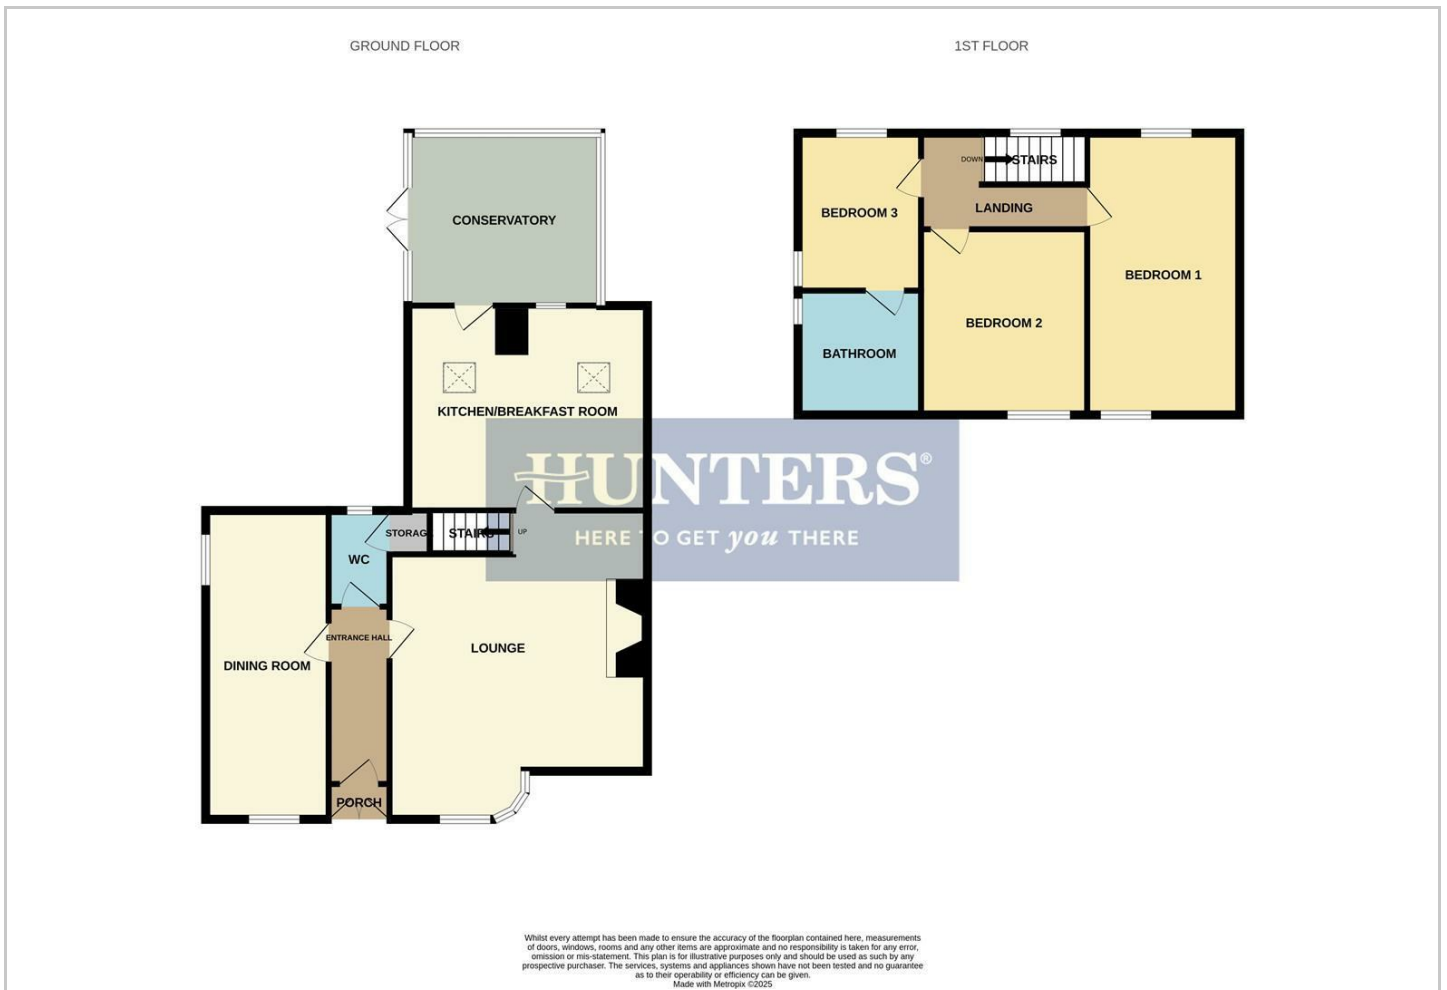 GROUND FLOOR
1ST FLOOR
CONSERVATORY
KITCHEN/BREAKFAST ROOM
STORAG
STAIRS
UP
WC
ENTRANCE HALL
LOUNGE
DINING ROOM
PORCH
DOWN
STAIRS
BEDROOM 3
LANDING
BEDROOM 1
BEDROOM 2
BATHROOM
HUNTERS®
HERE TO GET you THERE
Whilst every attempt has been made to ensure the accuracy of the floorplan contained here, measurements
of doors, windows, rooms and any other items are approximate and no responsibility is taken for any error,
omission or mis-statement. This plan is for illustrative purposes only and should be used as such by any
prospective purchaser. The services, systems and appliances shown have not been tested and no guarantee
as to their operability or efficiency can be given.
Made with Metropix ©2025